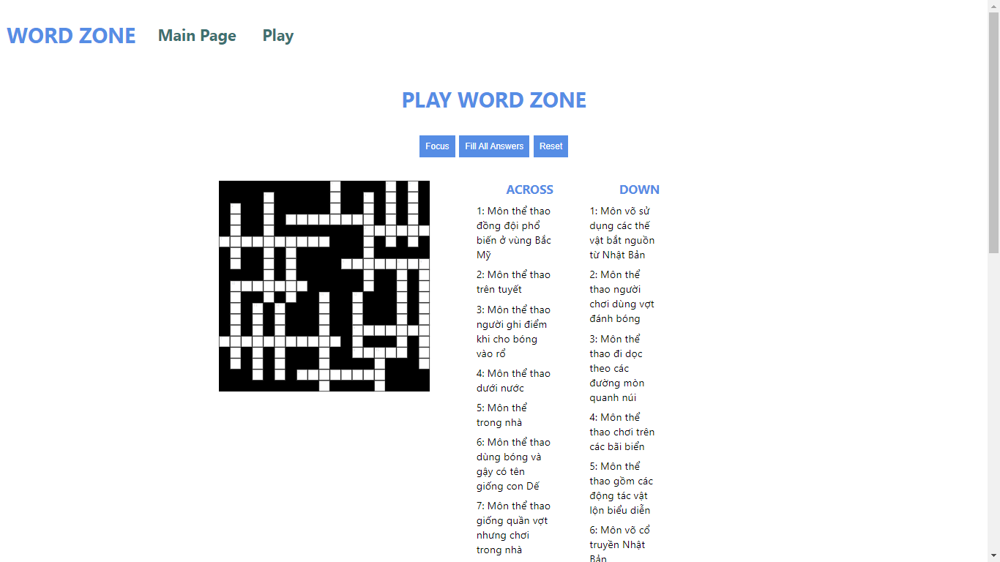 WORD ZONE
Main Page
Play
PLAY WORD ZONE
Focus
Fill All Answers
Reset
ACROSS
1: Môn thể thao
đồng đội phổ
biến ở vùng Bắc
Mỹ
2: Môn thể thao
trên tuyết
3: Môn thể thao
người ghi điểm
khi cho bóng
vào rổ
4: Môn thể thao
dưới nước
5: Môn thể
trong nhà
6: Môn thể thao
dùng bóng và
gậy có tên
giống con Dế
7: Môn thể thao
giống quần vợt
nhưng chơi
trong nhà
DOWN
1: Môn võ sử
dụng các thế
vật bắt nguồn
từ Nhật Bản
2: Môn thể
thao người
chơi dùng vợt
đánh bóng
3: Môn thể
thao đi dọc
theo các
đường mòn
quanh núi
4: Môn thể
thao chơi trên
các bãi biển
5: Môn thể
thao gồm các
động tác vật
lộn biểu diễn
6: Môn võ cổ
truyền Nhật
Bản